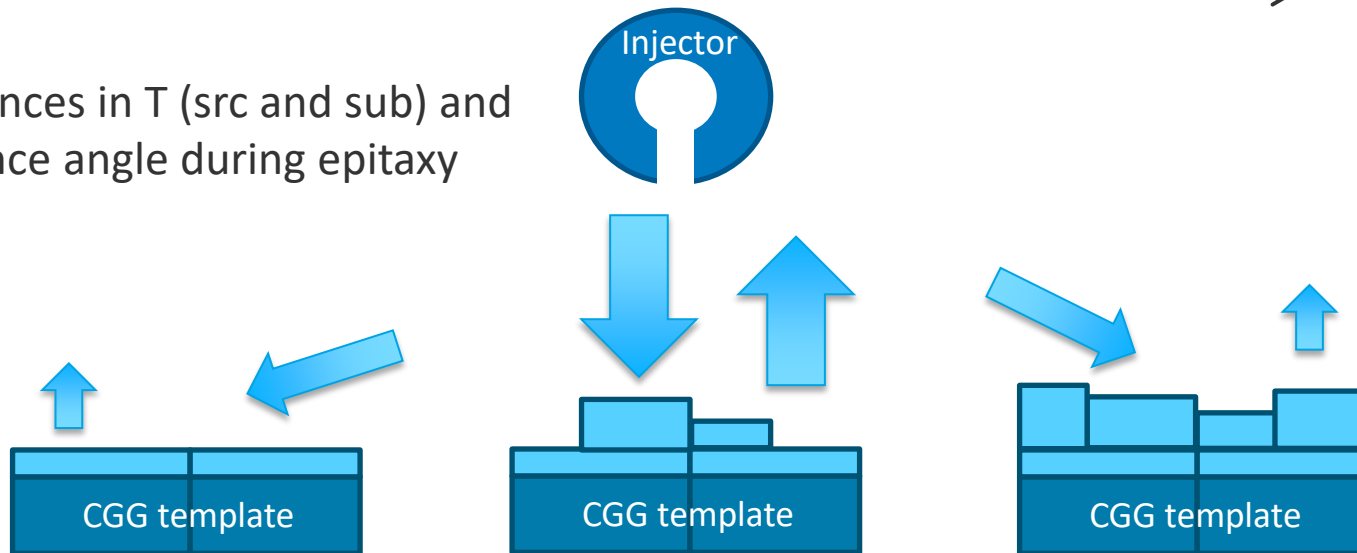 Injector
nces in T (src and sub) and
nce angle during epitaxy
CGG template
CGG template
CGG template